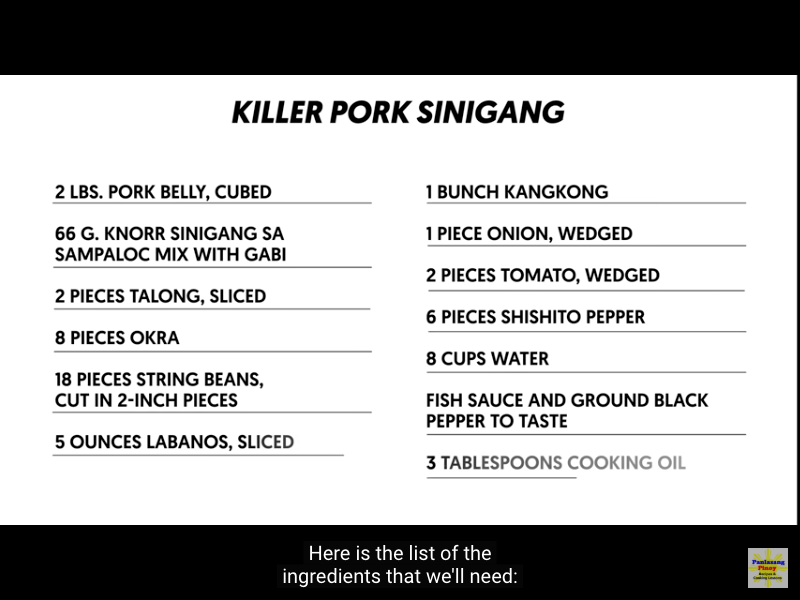 KILLER PORK SINIGANG
2 LBS. PORK BELLY, CUBED
66 G. KNORR SINIGANG SA
SAMPALOC MIX WITH GABI
2 PIECES TALONG, SLICED
8 PIECES OKRA
18 PIECES STRING BEANS,
CUT IN 2-INCH PIECES
5 OUNCES LABANOS, SLICED
1 BUNCH KANGKONG
1 PIECE ONION, WEDGED
2 PIECES TOMATO, WEDGED
6 PIECES SHISHITO PEPPER
8 CUPS WATER
FISH SAUCE AND GROUND BLACK
PEPPER TO TASTE
3 TABLESPOONS COOKING OIL
Here is the list of the
ingredients that we'll need:
Panlasang
Pinoy